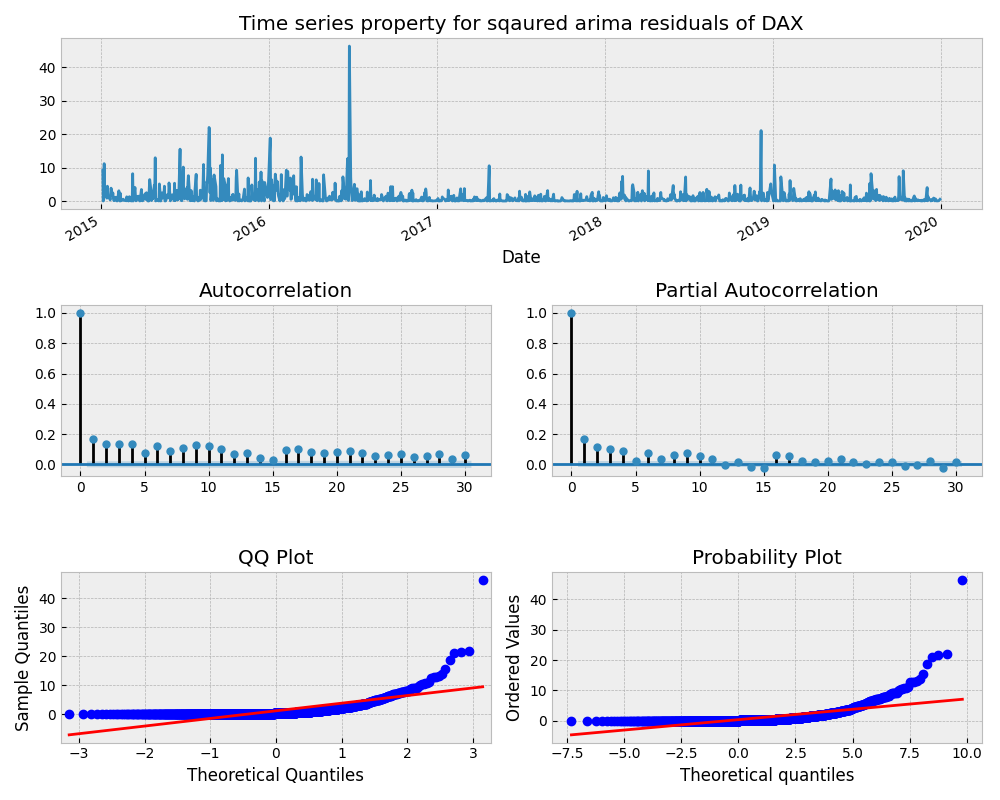 Time series property for sqaured arima residuals of DAX
40
30
20
10
0
2015 2016 2017 2018 2019 2020
Date
Autocorrelation
1.0
0.8
0.6
0.4
0.2
0.0
0 5 10 15 20 25 30
Partial Autocorrelation
1.0
0.8
0.6
0.4
0.2
0.0
0 5 10 15 20 25 30
QQ Plot
Sample Quantiles
40
30
20
10
0
−3 −2 −1 0 1 2 3
Theoretical Quantiles
Probability Plot
Ordered Values
40
30
20
10
0
−7.5 −5.0 −2.5 0.0 2.5 5.0 7.5 10.0
Theoretical quantiles